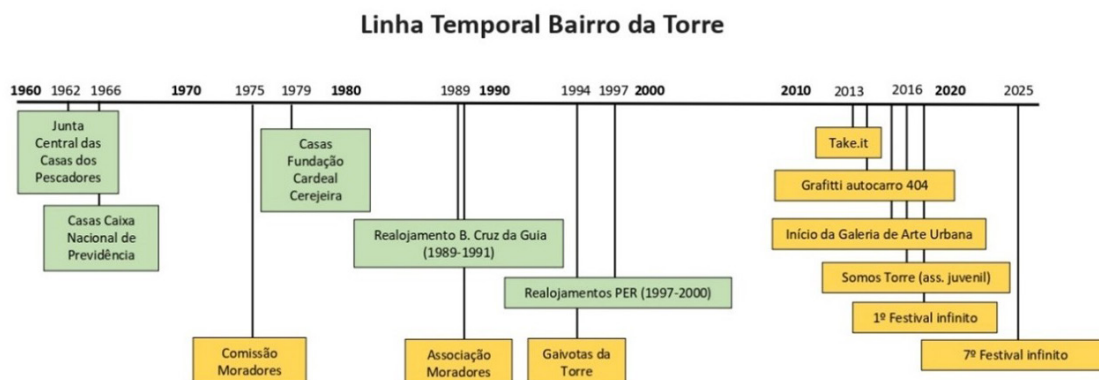 Linha Temporal Bairro da Torre
1960 1962 1966 1970 1975 1979 1980 1989 1990 1994 1997 2000 2010 2013 2016 2020 2025
Junta
Central das
Casas dos
Pescadores
Casas Caixa
Nacional de
Previdência
Casas
Fundação
Cardeal
Cerejeira
Realojamento B. Cruz da Guia
(1989-1991)
Realojamentos PER (1997-2000)
Comissão
Moradores
Associação
Moradores
Gaivotas da
Torre
Take.it
Grafitti autocarro 404
Início da Galeria de Arte Urbana
Somos Torre (ass. juvenil)
1º Festival infinito
7º Festival infinito